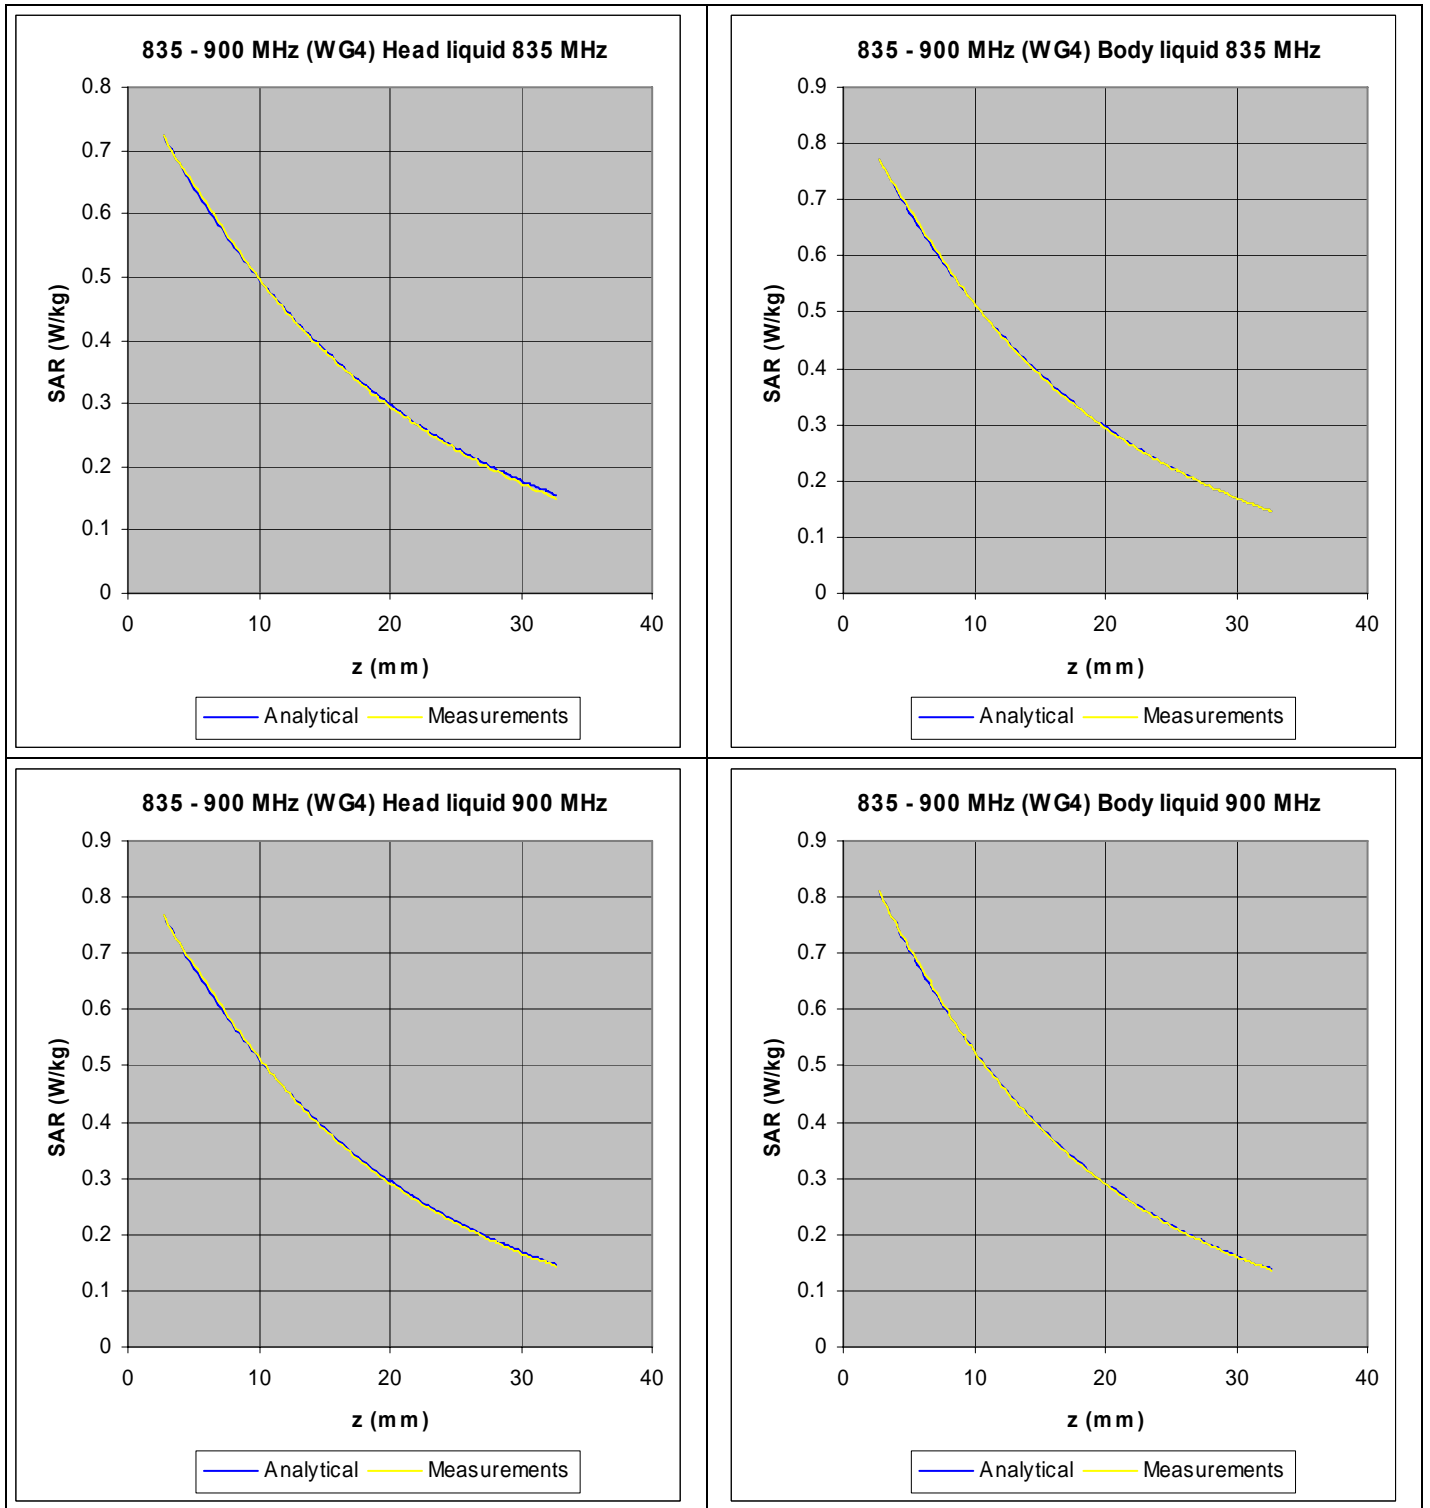 835 - 900 MHz (WG4) Head liquid 835 MHz
0.8
0.7
0.6
0.5
0.4
0.3
0.2
0.1
0
SAR (W/kg)
0 10 20 30 40
z (mm)
Analytical Measurements
835 - 900 MHz (WG4) Body liquid 835 MHz
0.9
0.8
0.7
0.6
0.5
0.4
0.3
0.2
0.1
0
SAR (W/kg)
0 10 20 30 40
z (mm)
Analytical Measurements
835 - 900 MHz (WG4) Head liquid 900 MHz
0.9
0.8
0.7
0.6
0.5
0.4
0.3
0.2
0.1
0
SAR (W/kg)
0 10 20 30 40
z (mm)
Analytical Measurements
835 - 900 MHz (WG4) Body liquid 900 MHz
0.9
0.8
0.7
0.6
0.5
0.4
0.3
0.2
0.1
0
SAR (W/kg)
0 10 20 30 40
z (mm)
Analytical Measurements